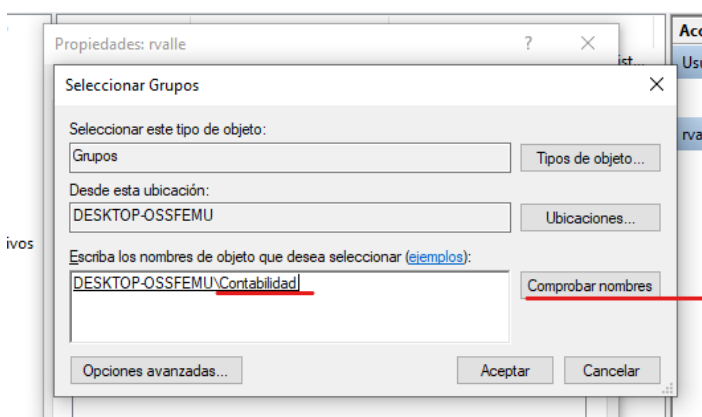 Acc
Propiedades: rvalle
ist...
Usu
Seleccionar Grupos
Seleccionar este tipo de objeto:
rva
Grupos
Tipos de objeto...
Desde esta ubicación:
DESKTOP-OSSFEMU
Ubicaciones...
ivos
Escriba los nombres de objeto que desea seleccionar (ejemplos):
DESKTOP-OSSFEMU\Contabilidad
Comprobar nombres
Opciones avanzadas...
Aceptar
Cancelar